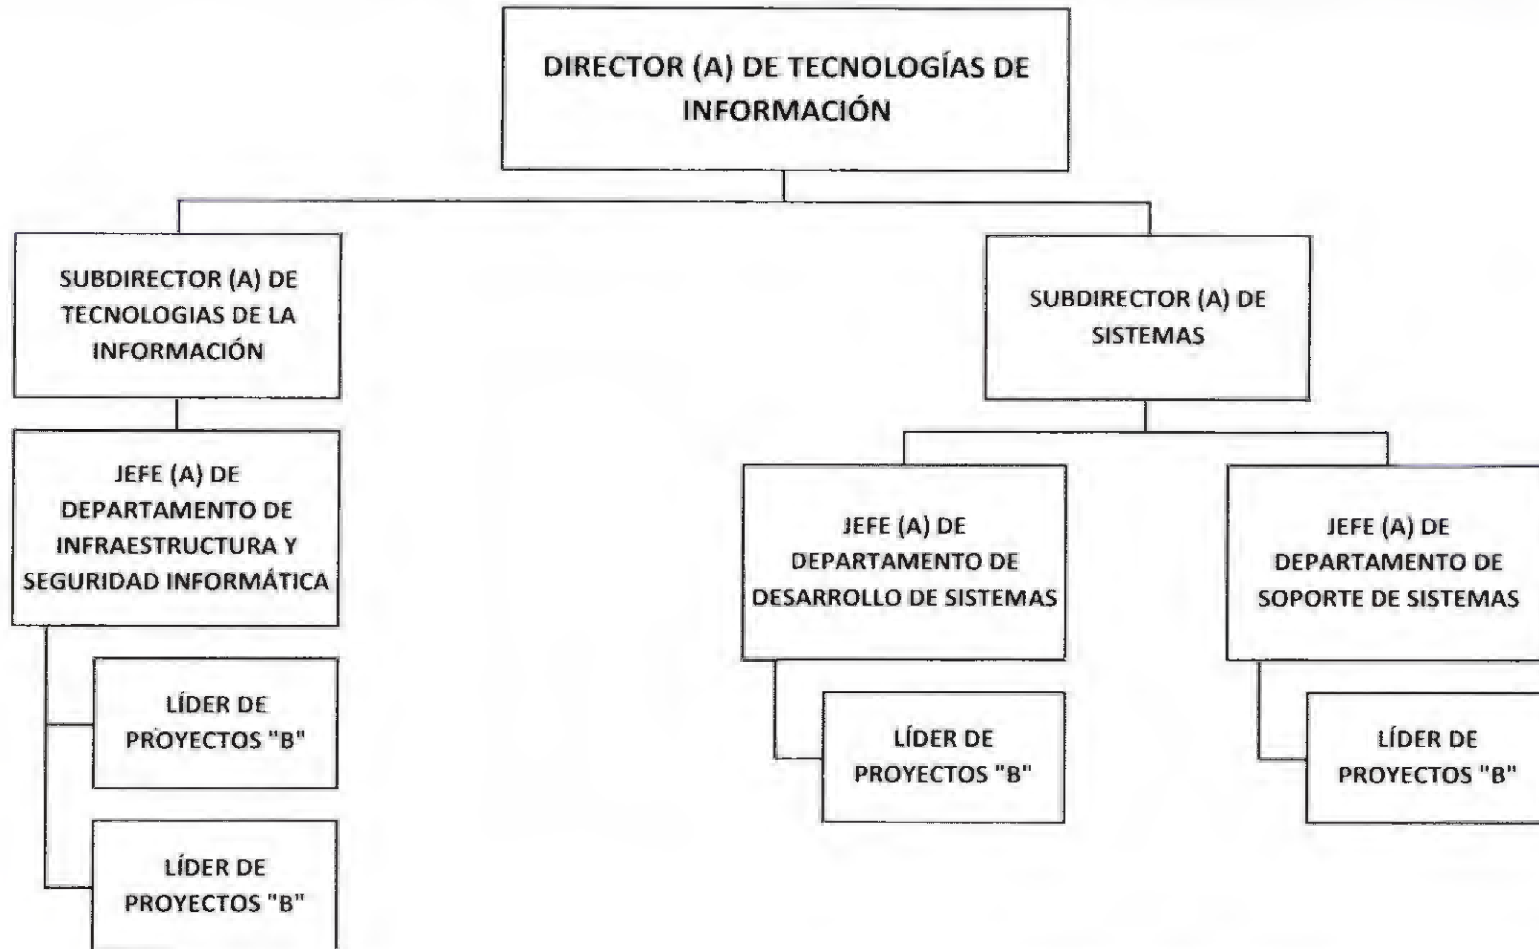 DIRECTOR (A) DE TECNOLOGÍAS DE
INFORMACIÓN
SUBDIRECTOR (A) DE
TECNOLOGIAS DE LA
INFORMACIÓN
SUBDIRECTOR (A) DE
SISTEMAS
JEFE (A) DE
DEPARTAMENTO DE
INFRAESTRUCTURA Y
SEGURIDAD INFORMÁTICA
JEFE (A) DE
DEPARTAMENTO DE
DESARROLLO DE SISTEMAS
JEFE (A) DE
DEPARTAMENTO DE
SOPORTE DE SISTEMAS
LÍDER DE
PROYECTOS "B"
LÍDER DE
PROYECTOS "B"
LÍDER DE
PROYECTOS "B"
LÍDER DE
PROYECTOS "B"